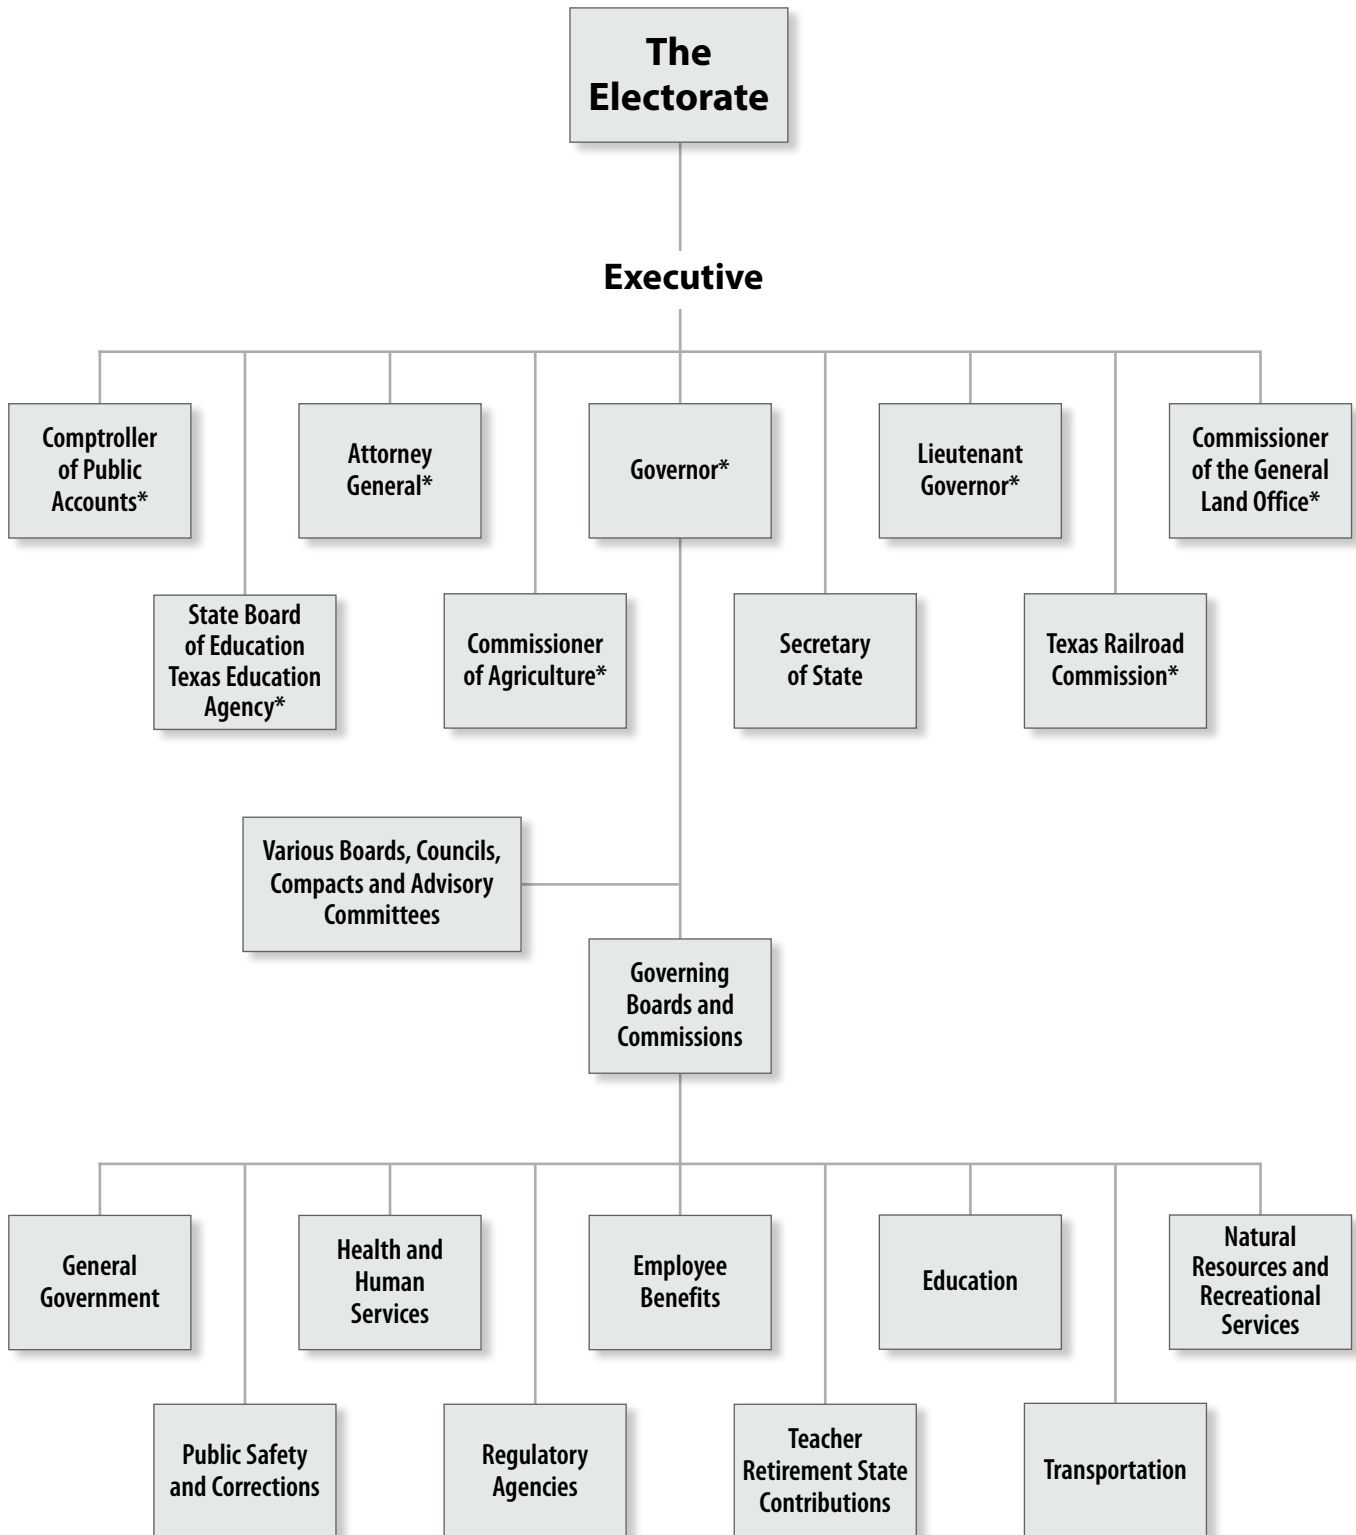 The
Electorate
Executive
Comptroller
of Public
Accounts*
Attorney
General*
Governor*
Lieutenant
Governor*
Commissioner
of the General
Land Office*
State Board
of Education
Texas Education
Agency*
Commissioner
of Agriculture*
Secretary
of State
Texas Railroad
Commission*
Various Boards, Councils,
Compacts and Advisory
Committees
Governing
Boards and
Commissions
General
Government
Health and
Human
Services
Employee
Benefits
Education
Natural
Resources and
Recreational
Services
Public Safety
and Corrections
Regulatory
Agencies
Teacher
Retirement State
Contributions
Transportation